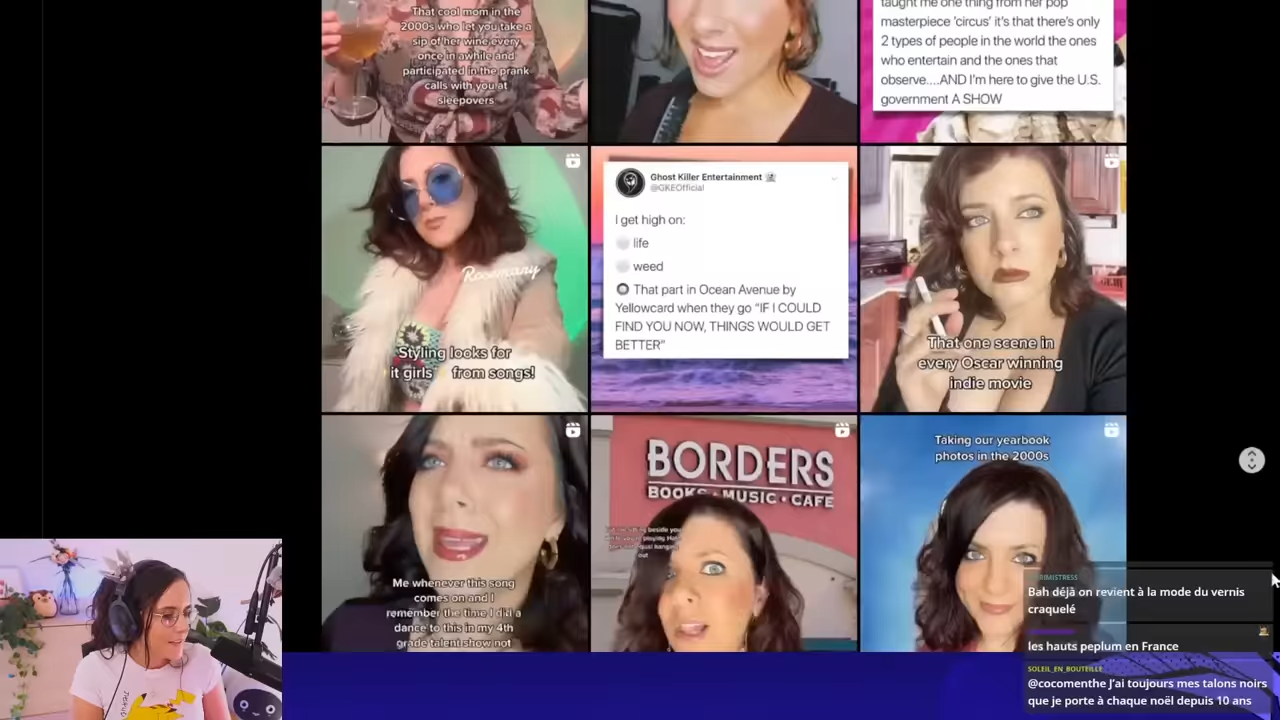 That cool mom in the
2000s who let you take a
sip of her wine every
once in awhile and
participated in the prank
calls with you at
sleepovers
taught me one thing from her pop
masterpiece 'circus' it's that there's only
2 types of people in the world the ones
who entertain and the ones that
observe....AND I'm here to give the U.S.
government A SHOW
Rosemary
Styling looks for
it girls from songs!
Ghost Killer Entertainment
@GKEOfficial
I get high on:
life
weed
That part in Ocean Avenue by
Yellowcard when they go "IF I COULD
FIND YOU NOW, THINGS WOULD GET
BETTER"
That one scene in
every Oscar winning
indie movie
Me whenever this song
comes on and I
remember the time I did a
dance to this in my 4th
grade talent show not
BORDERS
BOOKS • MUSIC • CAFE
Taking our yearbook
photos in the 2000s
Bah déjà on revient à la mode du vernis
craquelé
les hauts peplum en France
SOLEIL_EN_BOUTEILLE
@cocomenthe J'ai toujours mes talons noirs
que je porte à chaque noël depuis 10 ans